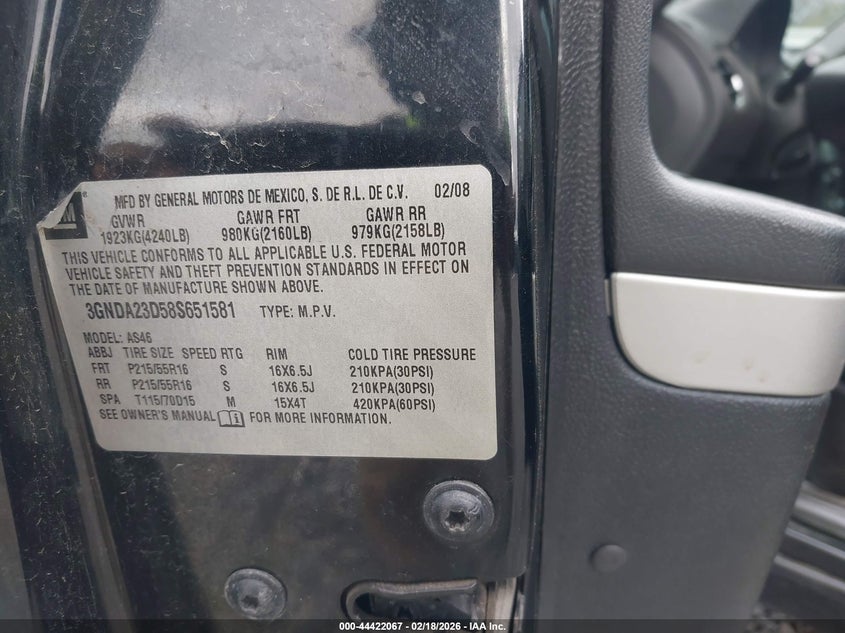 GM
MFD BY GENERAL MOTORS DE MEXICO, S. DE R.L. DE C.V. 02/08
GVWR GAWR FRT GAWR RR
1923KG(4240LB) 980KG(2160LB) 979KG(2158LB)
THIS VEHICLE CONFORMS TO ALL APPLICABLE U.S. FEDERAL MOTOR
VEHICLE SAFETY AND THEFT PREVENTION STANDARDS IN EFFECT ON
THE DATE OF MANUFACTURE SHOWN ABOVE.
3GNDA23D58S651581 TYPE: M.P.V.
MODEL: AS46
ABBJ TIRE SIZE SPEED RTG RIM COLD TIRE PRESSURE
FRT P215/55R16 S 16X6.5J 210KPA(30PSI)
RR P215/55R16 S 16X6.5J 210KPA(30PSI)
SPA T115/70D15 M 15X4T 420KPA(60PSI)
SEE OWNER'S MANUAL FOR MORE INFORMATION.
000-44422067 - 02/18/2026 - IAA Inc.